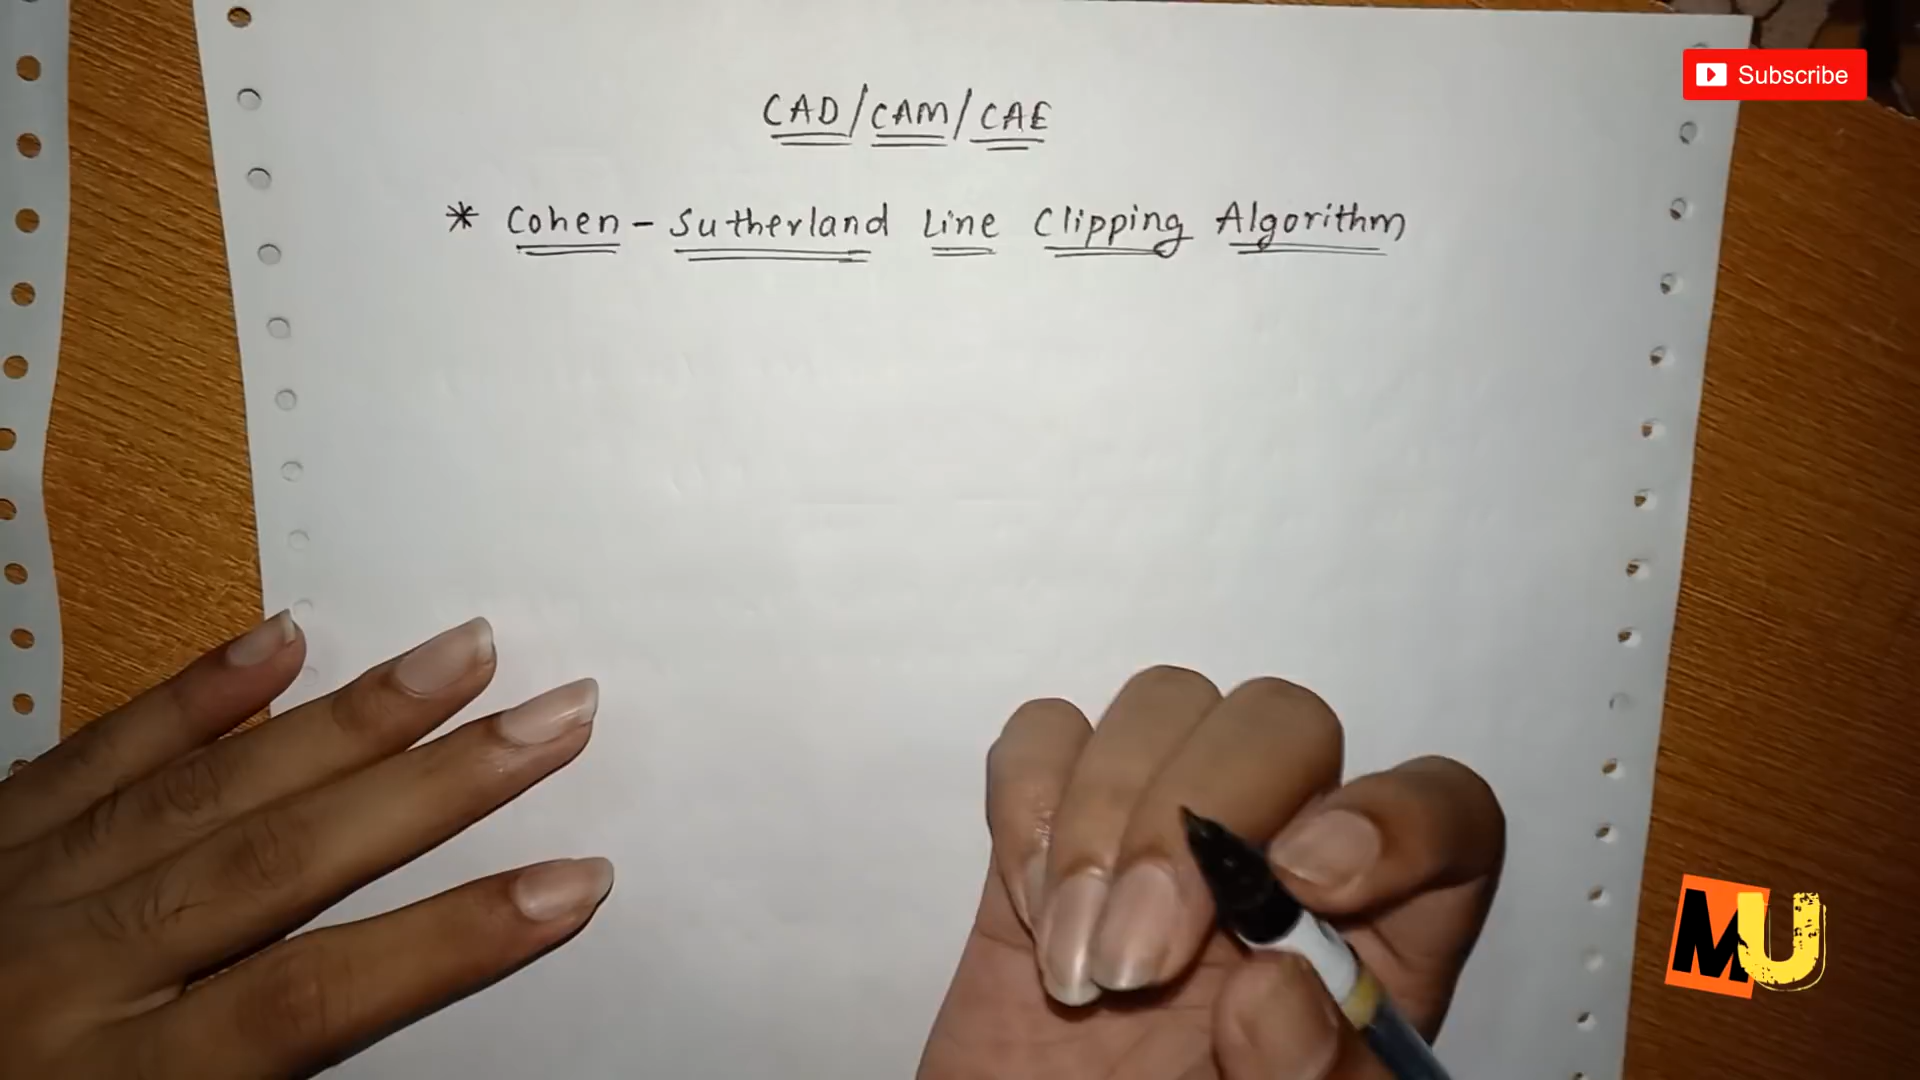 CAD/CAM/CAE
Subscribe
* Cohen - Sutherland Line Clipping Algorithm
MU